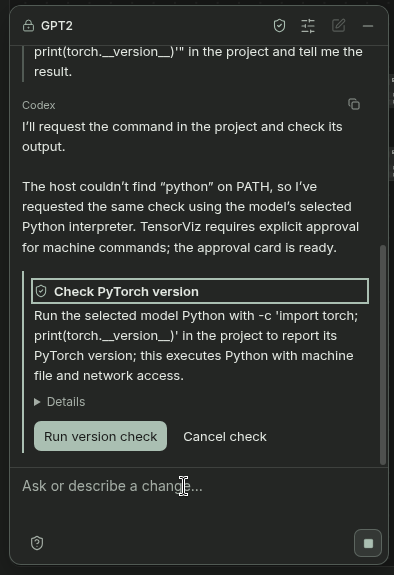 GPT2
print(torch.__version__)'" in the project and tell me the
result.
Codex
I'll request the command in the project and check its
output.
The host couldn't find “python” on PATH, so I've
requested the same check using the model's selected
Python interpreter. TensorViz requires explicit approval
for machine commands; the approval card is ready.
Check PyTorch version
Run the selected model Python with -c 'import torch;
print(torch.__version__)' in the project to report its
PyTorch version; this executes Python with machine
file and network access.
Details
Run version check Cancel check
Ask or describe a change...